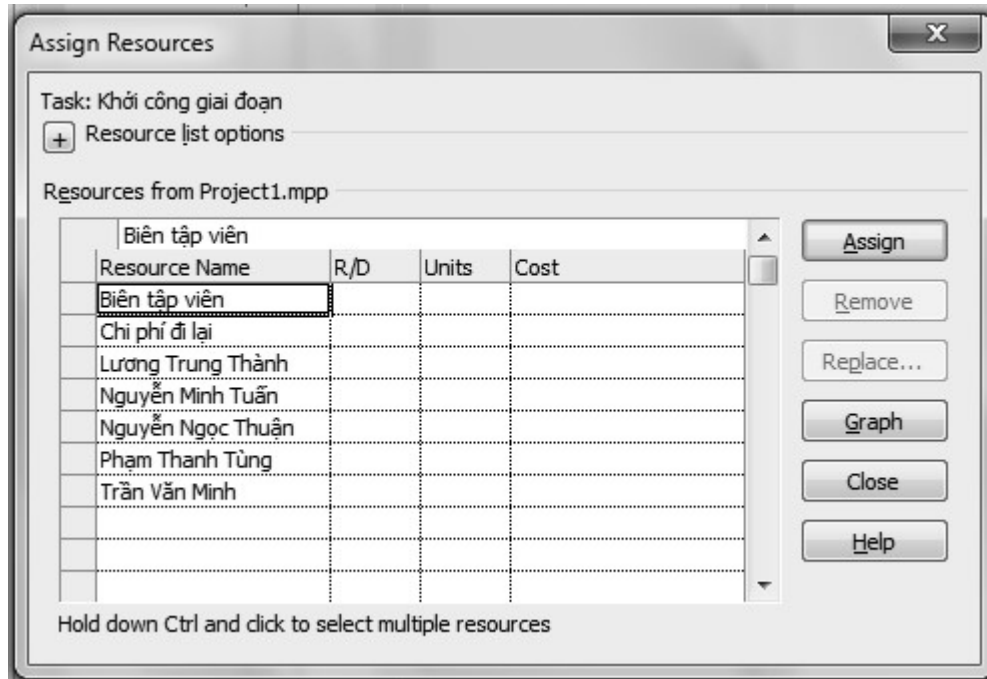 Assign Resources
Task: Khới công giai đoạn
Resource list options
Resources from Project1.mpp
Biên tập viên
Assign
Resource Name R/D Units Cost
Biên tập viên
Remove
Chi phí đi lại
Lương Trung Thành
Replace...
Nguyễn Minh Tuấn
Nguyễn Ngọc Thuận
Graph
Phạm Thanh Tùng
Trần Văn Minh
Close
Help
Hold down Ctrl and click to select multiple resources